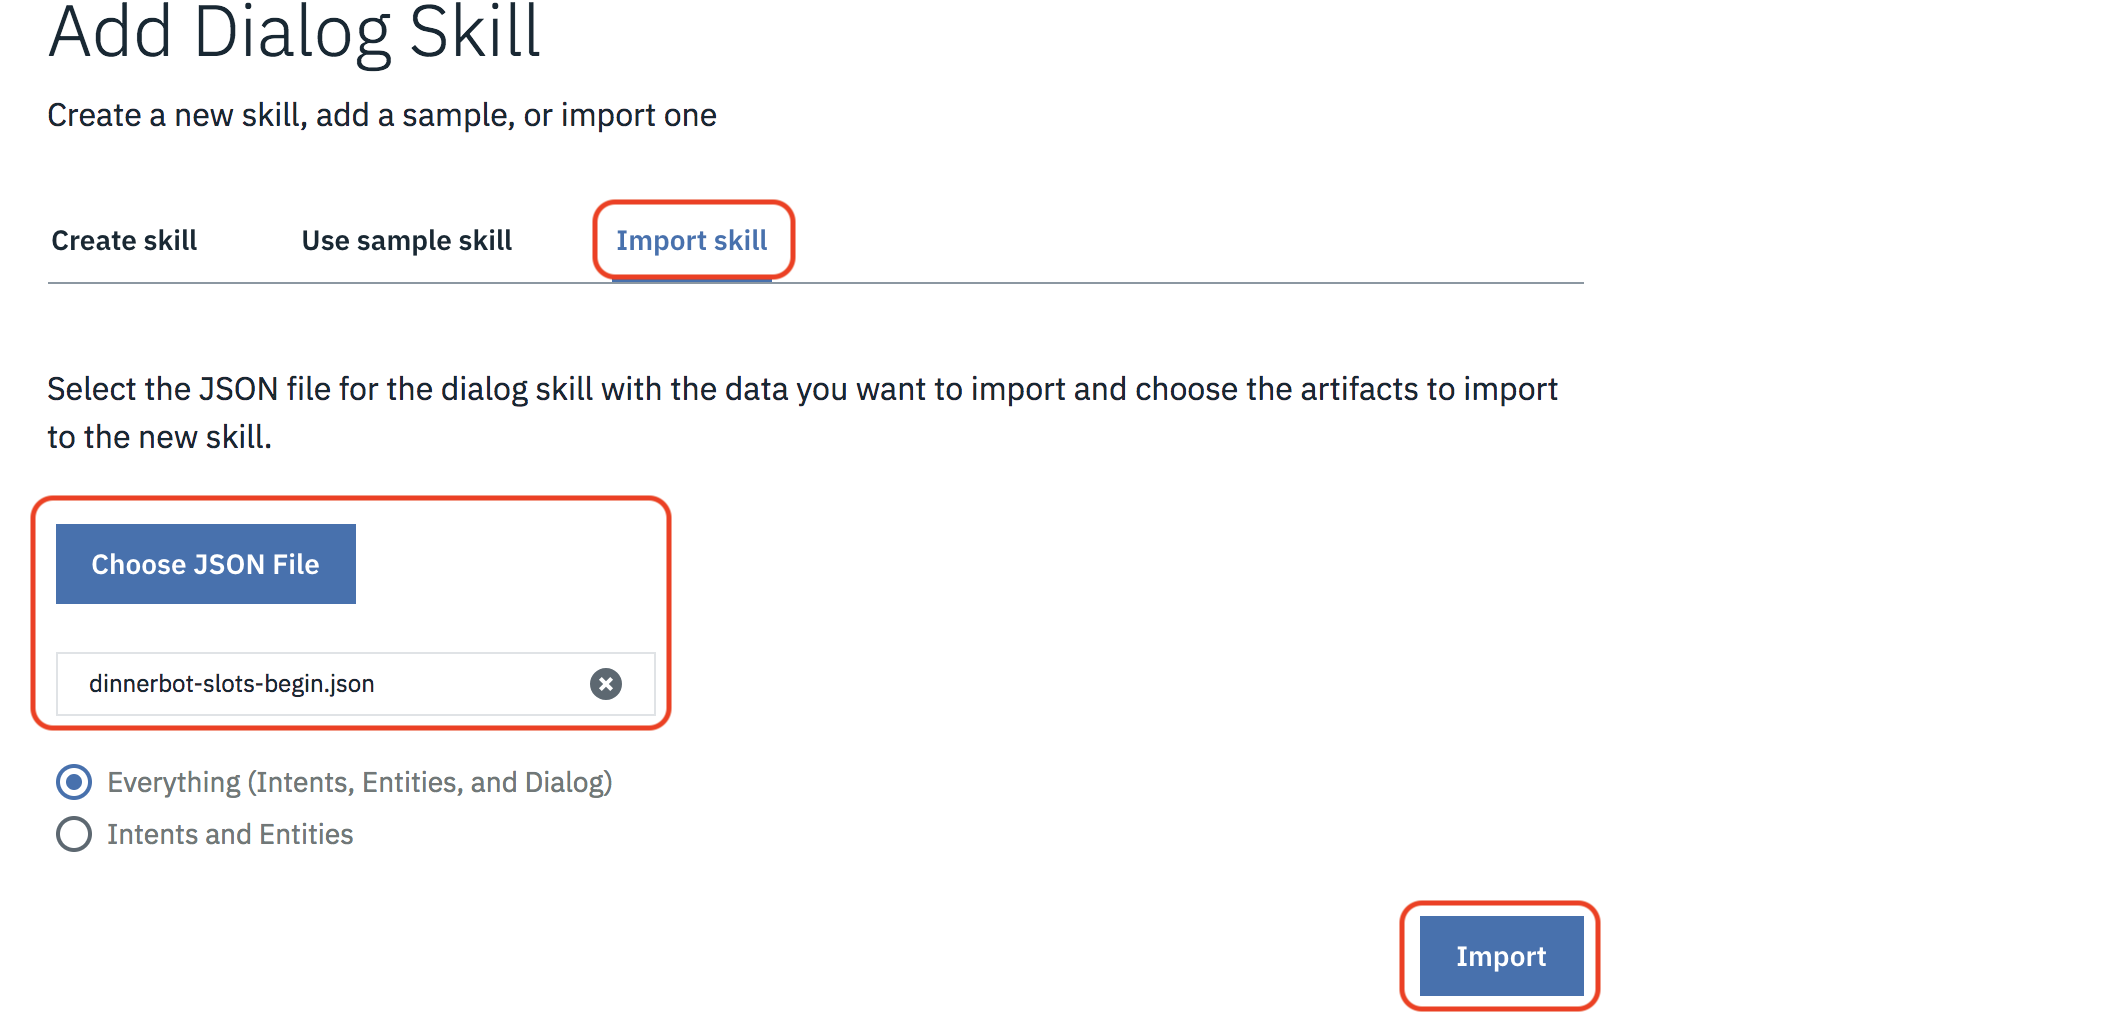 Add Dialog Skill
Create a new skill, add a sample, or import one
Create skill Use sample skill Import skill
Select the JSON file for the dialog skill with the data you want to import and choose the artifacts to import
to the new skill.
Choose JSON File
dinnerbot-slots-begin.json
Everything (Intents, Entities, and Dialog)
Intents and Entities
Import